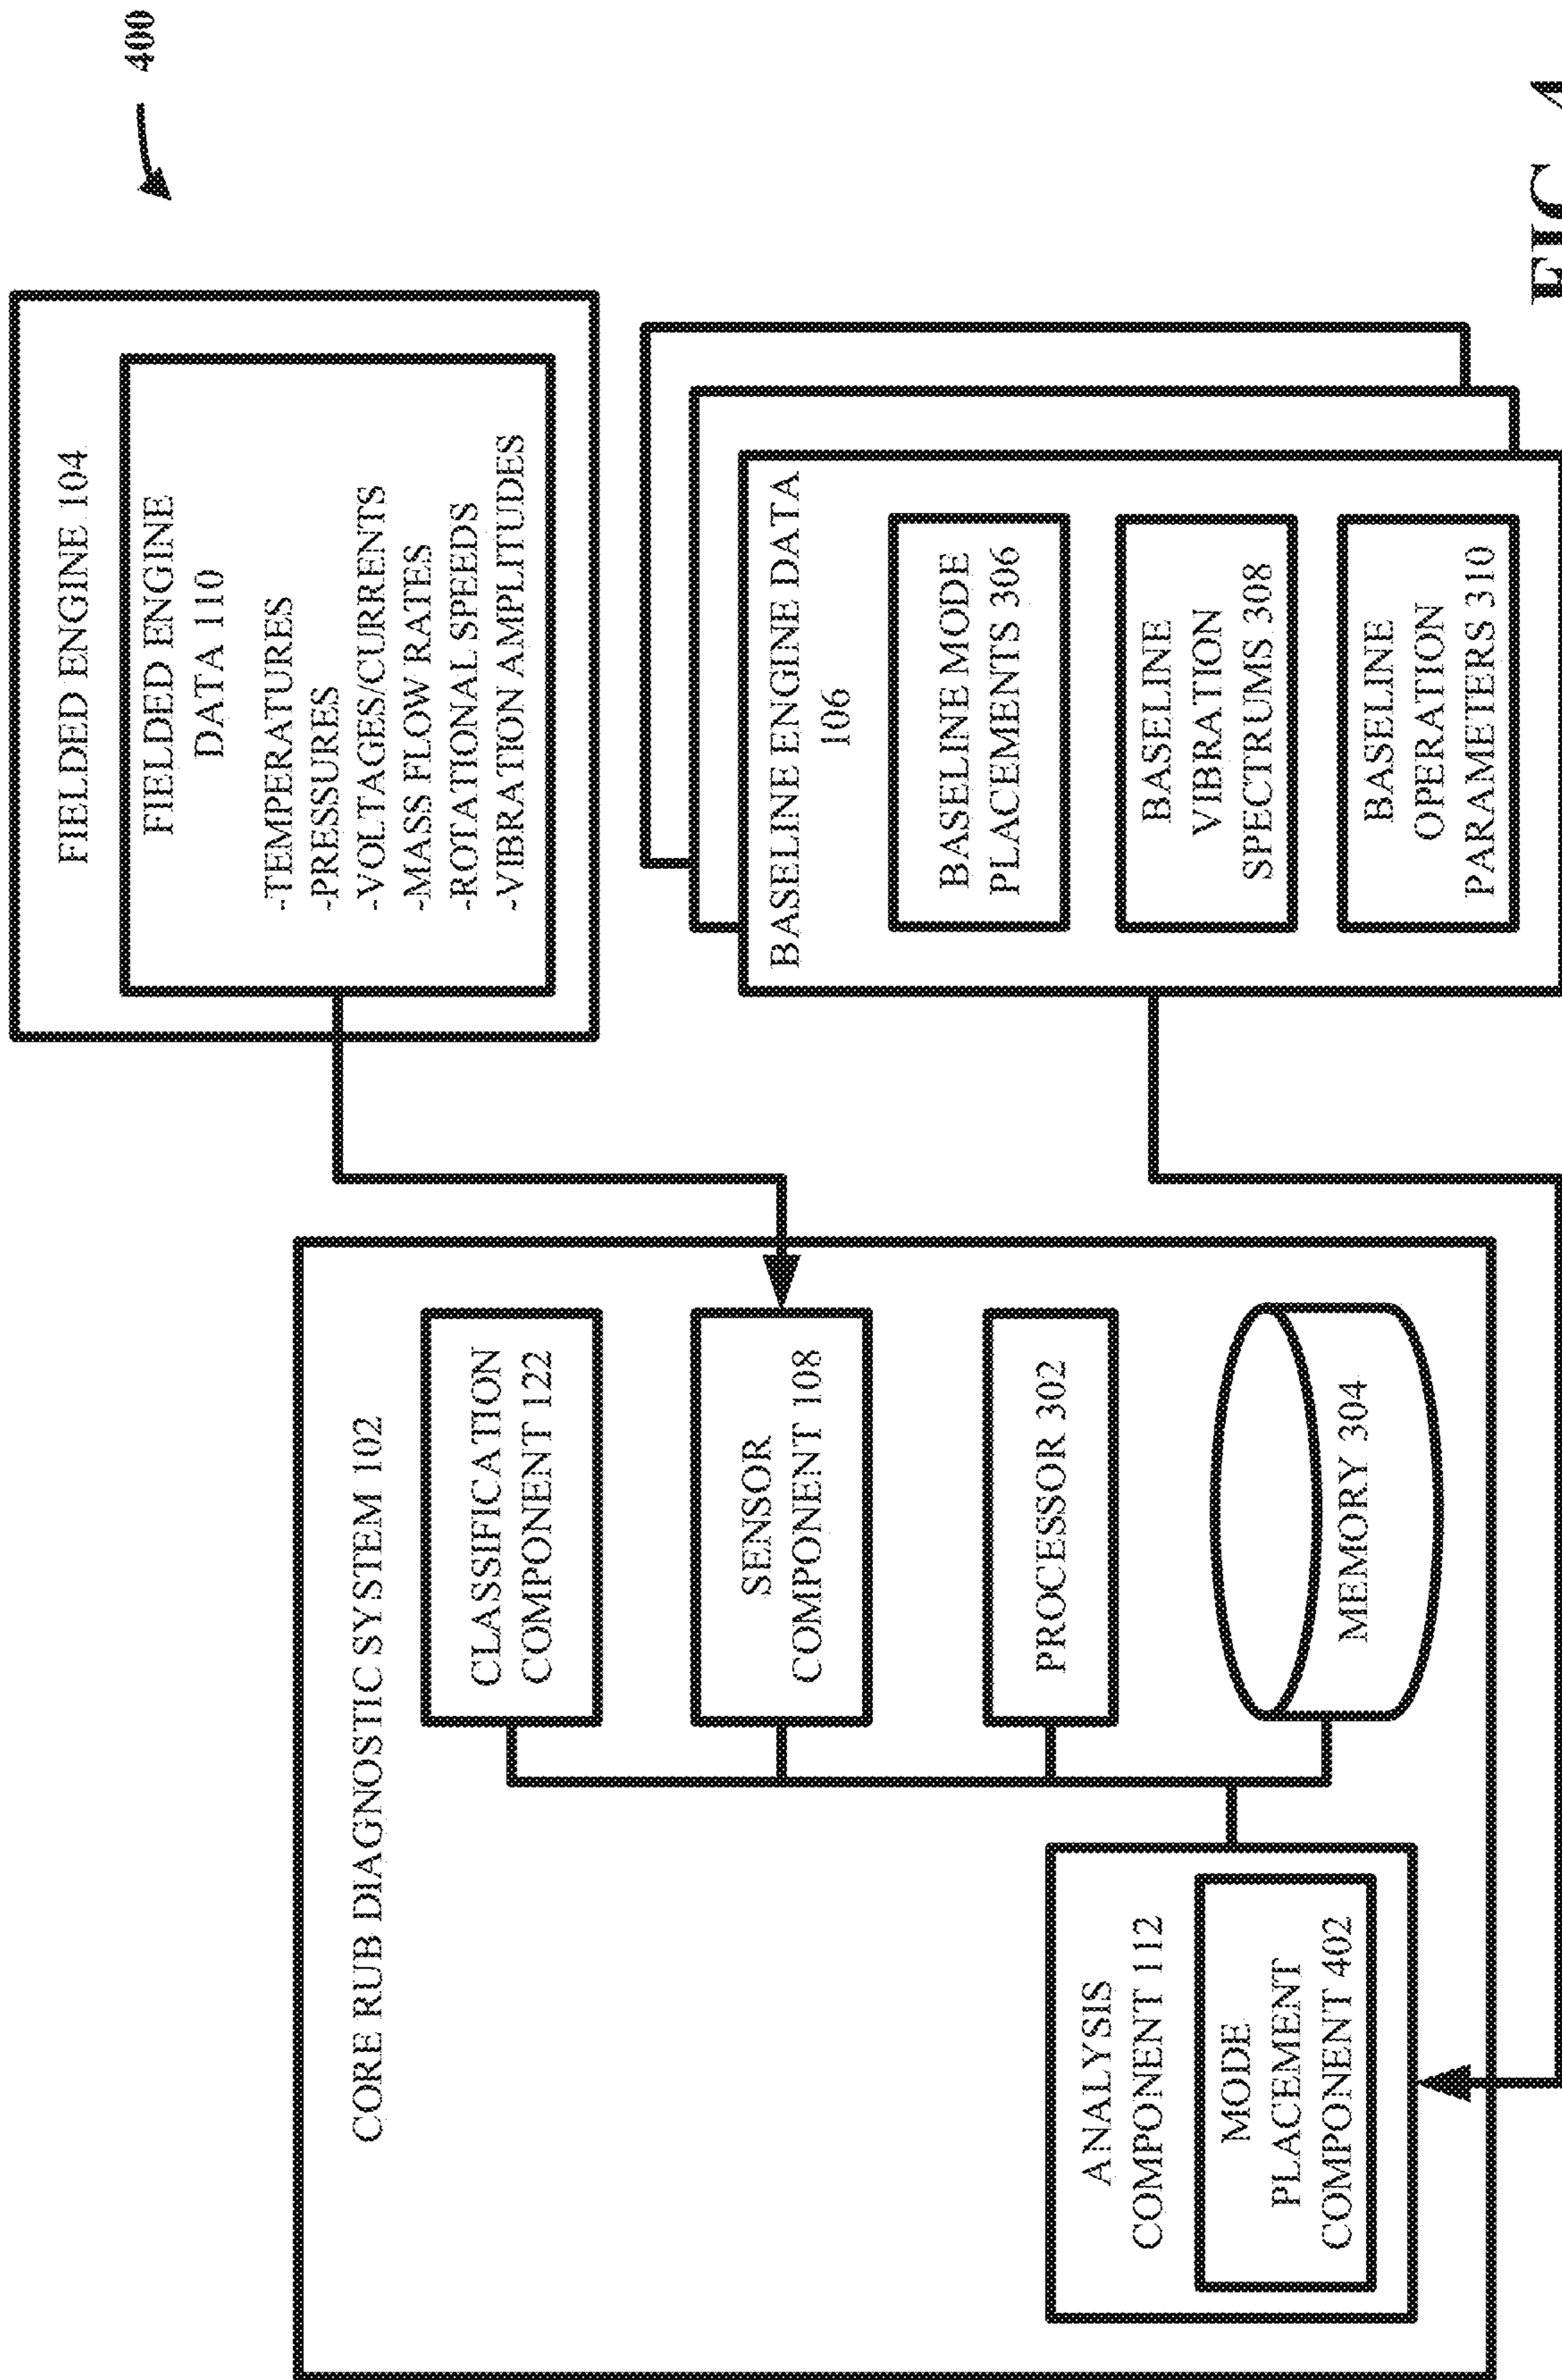 400
FIELDED ENGINE 104
FIELDED ENGINE
DATA 110
-TEMPERATURES
-PRESSURES
-VOLTAGES/CURRENTS
-MASS FLOW RATES
-ROTATIONAL SPEEDS
-VIBRATION AMPLITUDES
BASELINE ENGINE DATA
106
BASELINE MODE
PLACEMENTS 306
BASELINE
VIBRATION
SPECTRUMS 308
BASELINE
OPERATION
PARAMETERS 310
CORE RUB DIAGNOSTIC SYSTEM 102
CLASSIFICATION
COMPONENT 122
SENSOR
COMPONENT 108
PROCESSOR 302
MEMORY 304
ANALYSIS
COMPONENT 112
MODE
PLACEMENT
COMPONENT 402